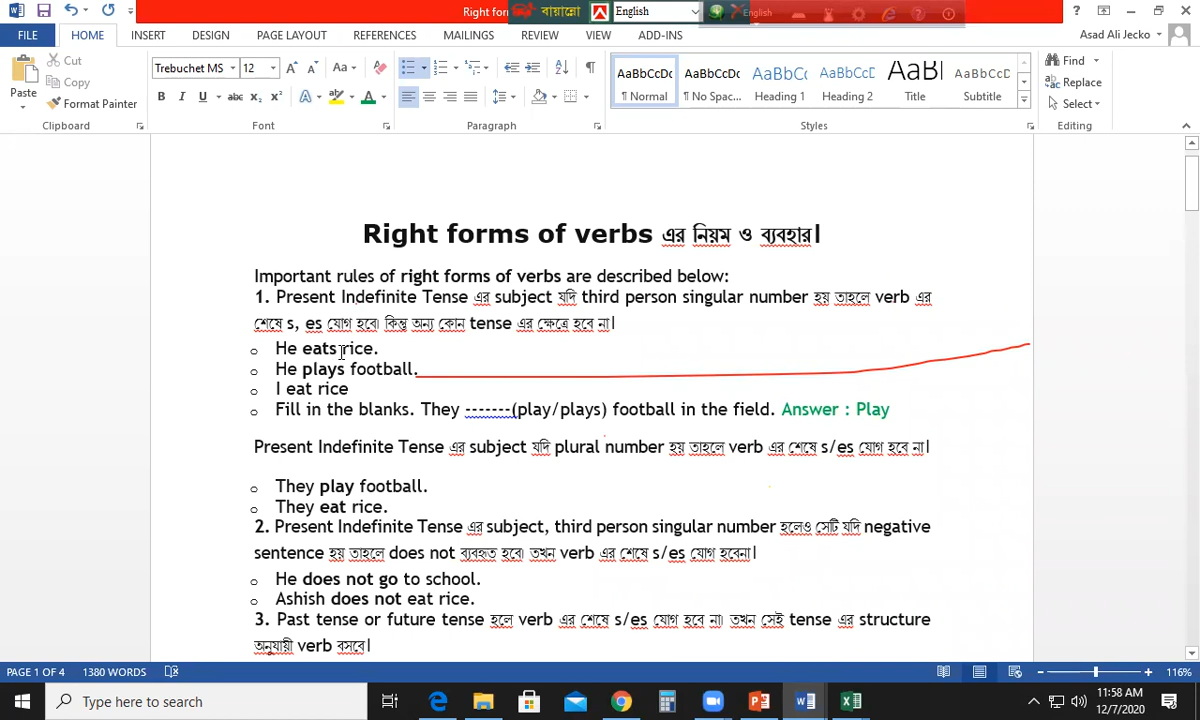 Right for
বায়ান্নো
English
English
?
FILE
HOME
INSERT
DESIGN
PAGE LAYOUT
REFERENCES
MAILINGS
REVIEW
VIEW
ADD-INS
Asad Ali Jecko
Paste
Cut
Copy
Format Painter
Clipboard
Trebuchet MS
12
Font
Paragraph
AaBbCcDc AaBbCcDc AaBbCc AaBbCcD AaBl AaBbCcD
¶ Normal ¶ No Spac... Heading 1 Heading 2 Title Subtitle
Styles
Find
Replace
Select
Editing
Right forms of verbs এর নিয়ম ও ব্যবহার।
Important rules of right forms of verbs are described below:
1. Present Indefinite Tense এর subject যদি third person singular number হয় তাহলে verb এর
শেষে s, es যোগ হবে। কিন্তু অন্য কোন tense এর ক্ষেত্রে হবে না।
o He eats rice.
o He plays football.
o I eat rice
o Fill in the blanks. They -------(play/plays) football in the field. Answer : Play
Present Indefinite Tense এর subject যদি plural number হয় তাহলে verb এর শেষে s/es যোগ হবে না।
o They play football.
o They eat rice.
2. Present Indefinite Tense এর subject, third person singular number হলেও সেটি যদি negative
sentence হয় তাহলে does not ব্যবহৃত হবে। তখন verb এর শেষে s/es যোগ হবেনা।
o He does not go to school.
o Ashish does not eat rice.
3. Past tense or future tense হলে verb এর শেষে s/es যোগ হবে না। তখন সেই tense এর structure
অনুযায়ী verb বসবে।
PAGE 1 OF 4
1380 WORDS
116%
Type here to search
11:58 AM
12/7/2020